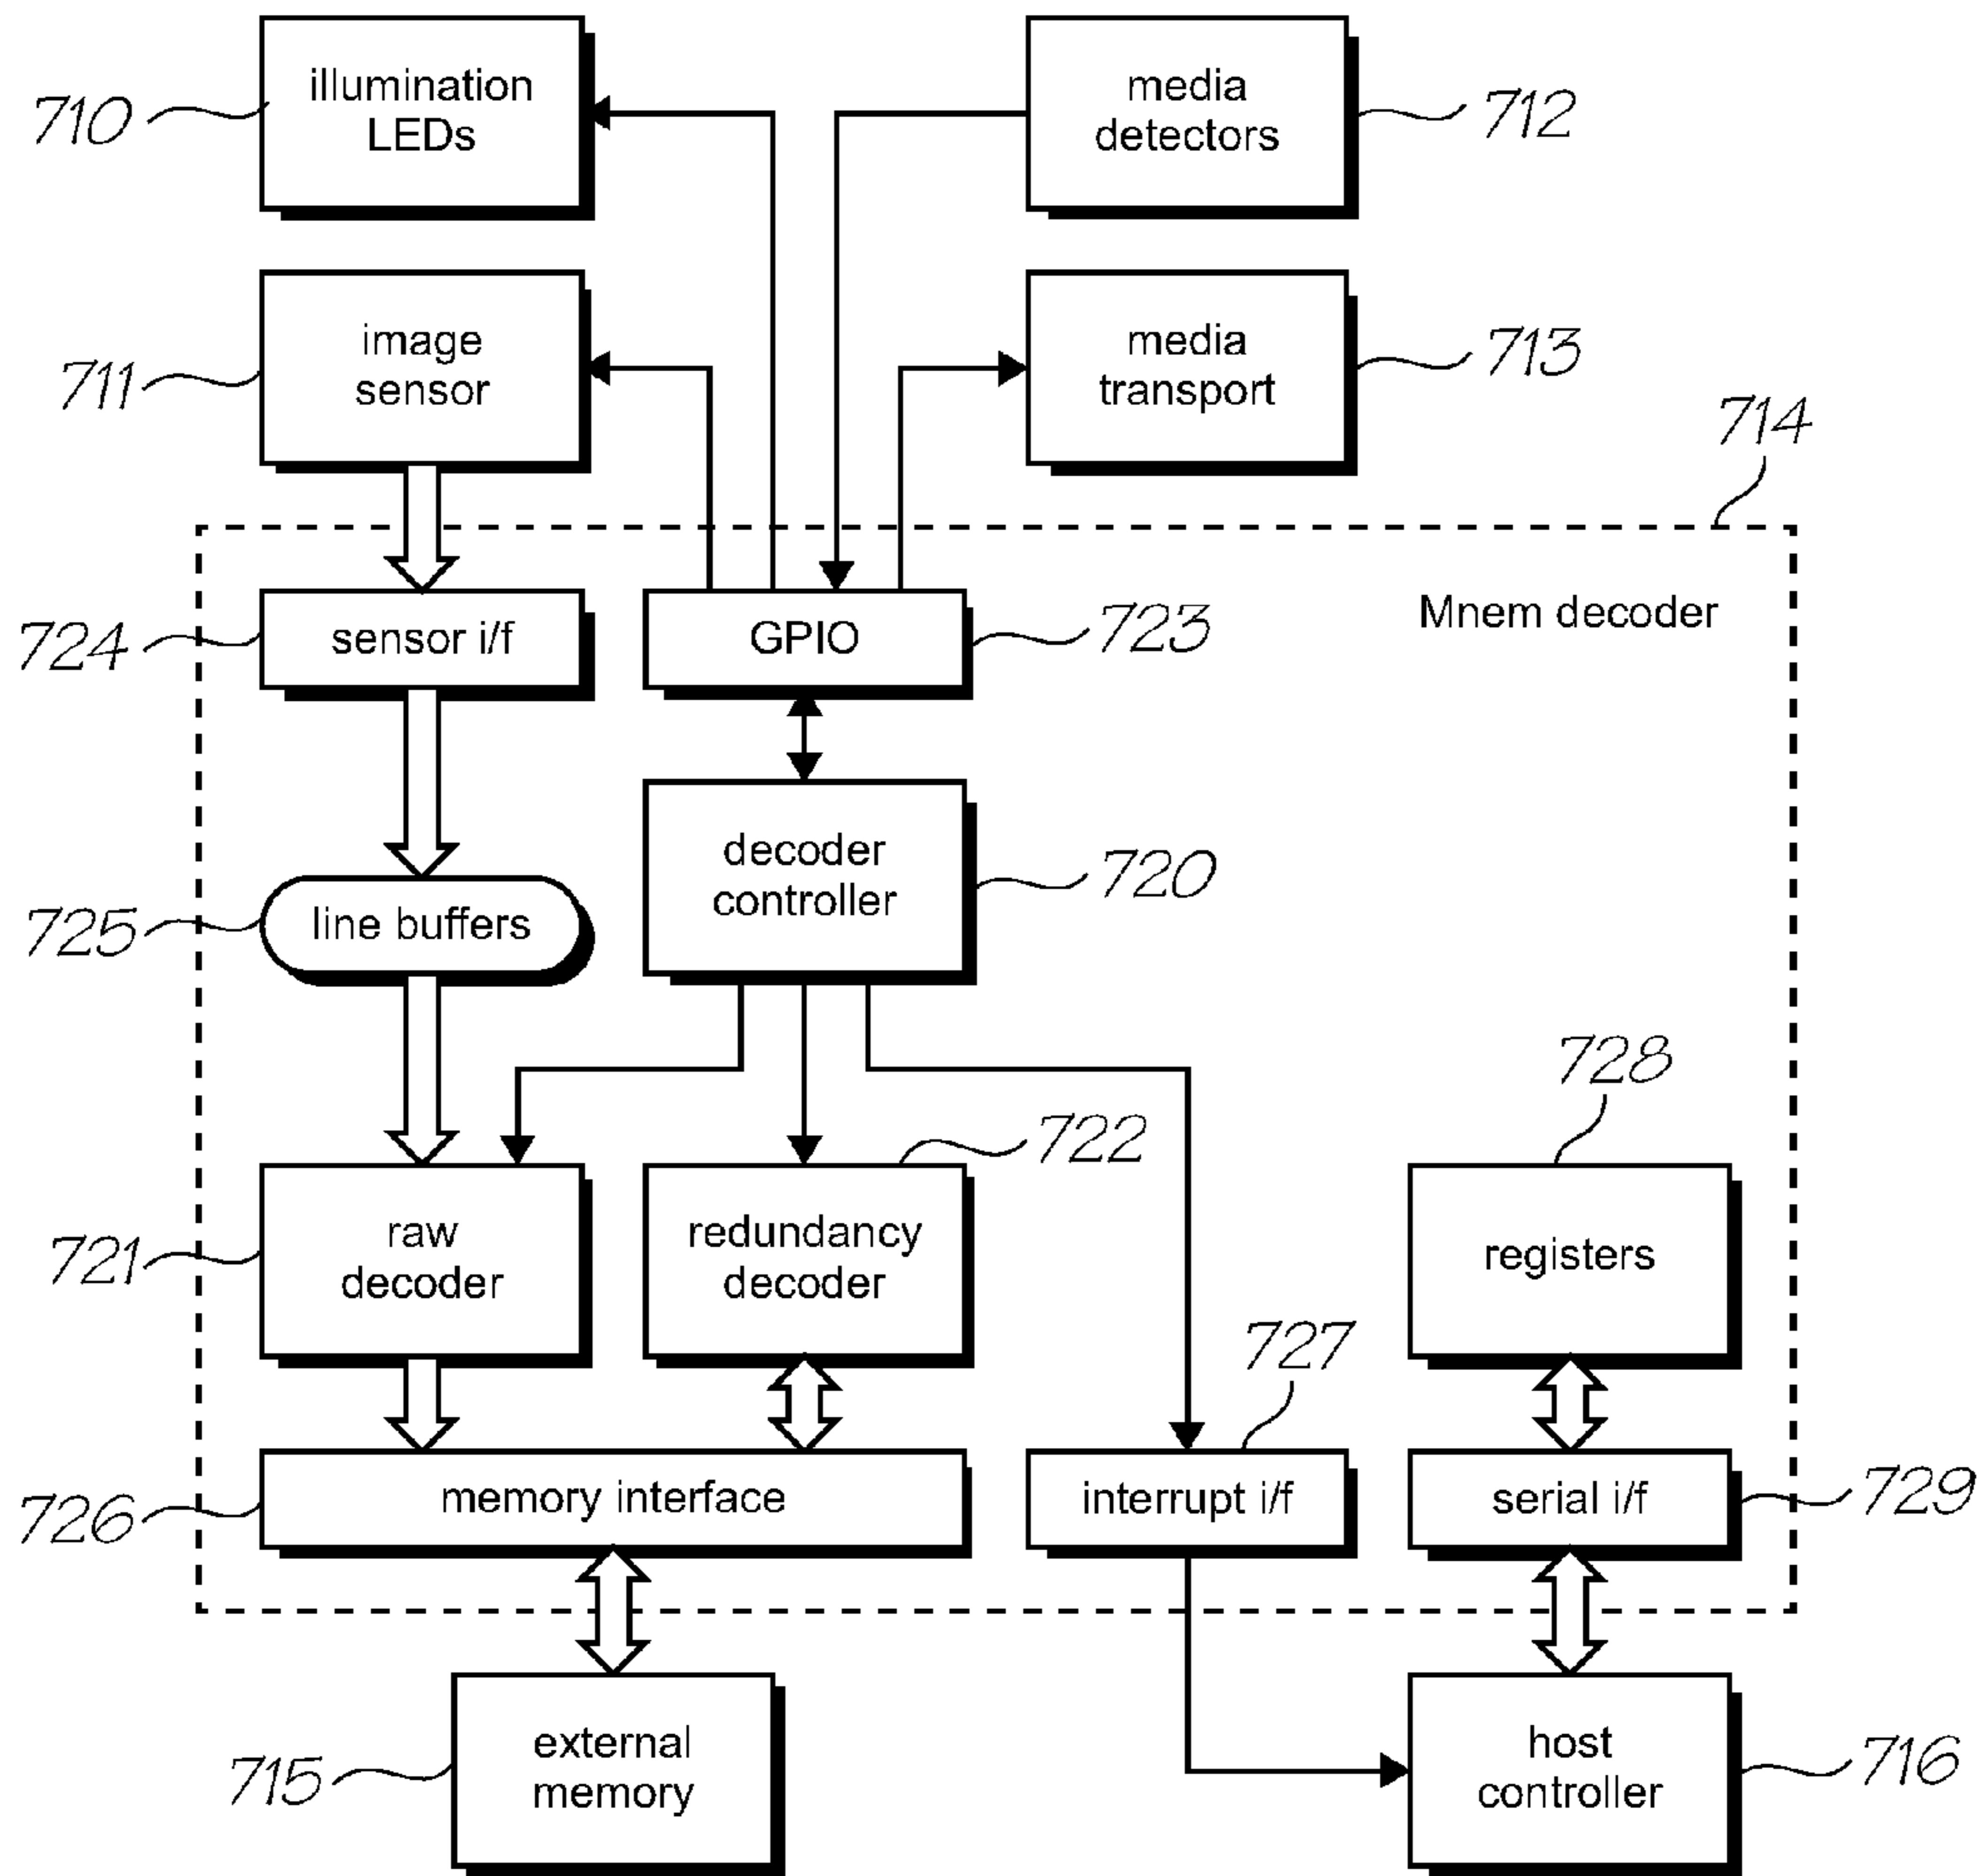 illumination
LEDs
710
media
detectors
712
image
sensor
711
media
transport
713
714
Mnem decoder
sensor i/f
724
GPIO
723
decoder
controller
720
line buffers
725
728
722
raw
decoder
721
redundancy
decoder
registers
727
memory interface
726
interrupt i/f
serial i/f
729
external
memory
715
host
controller
716